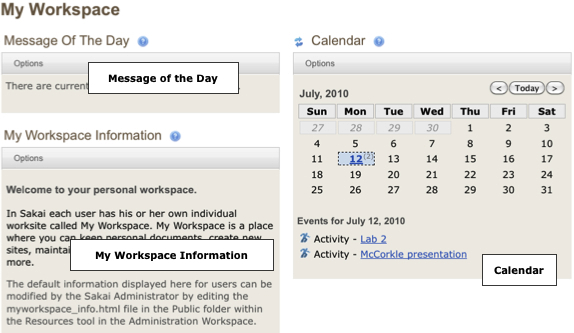 My Workspace
Message Of The Day
Options
There are current
Message of the Day
My Workspace Information
Options
Welcome to your personal workspace.
In Sakai each user has his or her own individual
worksite called My Workspace. My Workspace is a place
where you can keep personal documents, create new
sites, maintai
more.
My Workspace Information
The default information displayed here for users can be
modified by the Sakai Administrator by editing the
myworkspace_info.html file in the Public folder within
the Resources tool in the Administration Workspace.
Calendar
Options
July, 2010
< Today >
Sun Mon Tue Wed Thu Fri Sat
27 28 29 30 1 2 3
4 5 6 7 8 9 10
11 12 (2) 13 14 15 16 17
18 19 20 21 22 23 24
25 26 27 28 29 30 31
Events for July 12, 2010
Activity - Lab 2
Activity - McCorkle presentation
Calendar